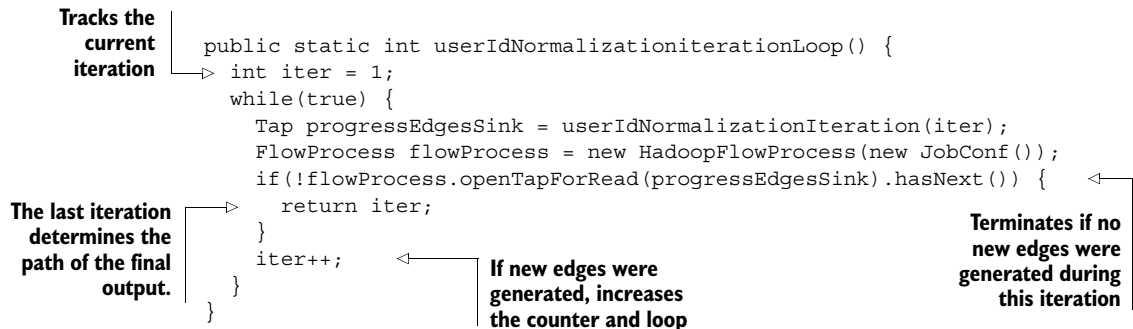 Tracks the
current
iteration
public static int userIdNormalizationiterationLoop() {
int iter = 1;
while(true) {
Tap progressEdgesSink = userIdNormalizationIteration(iter);
FlowProcess flowProcess = new HadoopFlowProcess(new JobConf());
if(!flowProcess.openTapForRead(progressEdgesSink).hasNext()) {
return iter;
}
iter++;
}
}
The last iteration
determines the
path of the final
output.
If new edges were
generated, increases
the counter and loop
Terminates if no
new edges were
generated during
this iteration